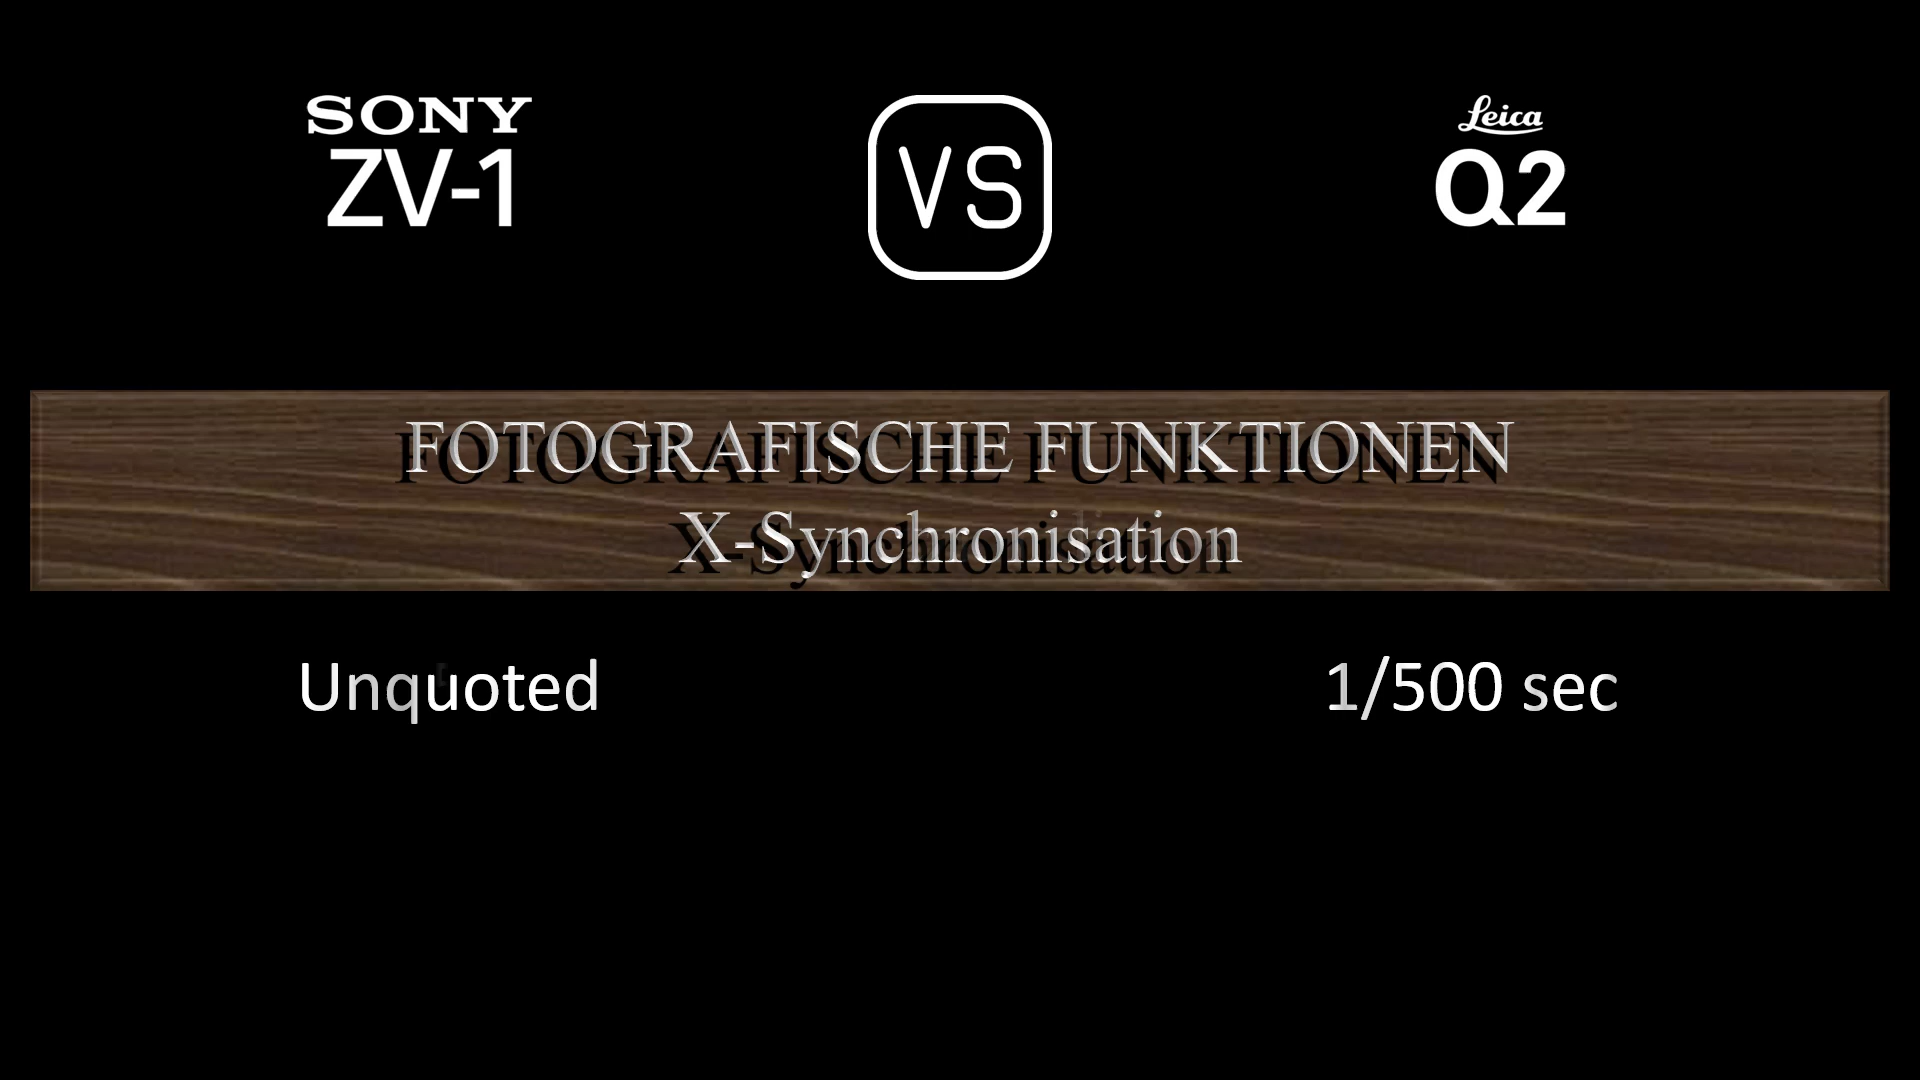 SONY
ZV-1
VS
Leica
Q2
FOTOGRAFISCHE FUNKTIONEN
X-Synchronisation
Unquoted
1/500 sec